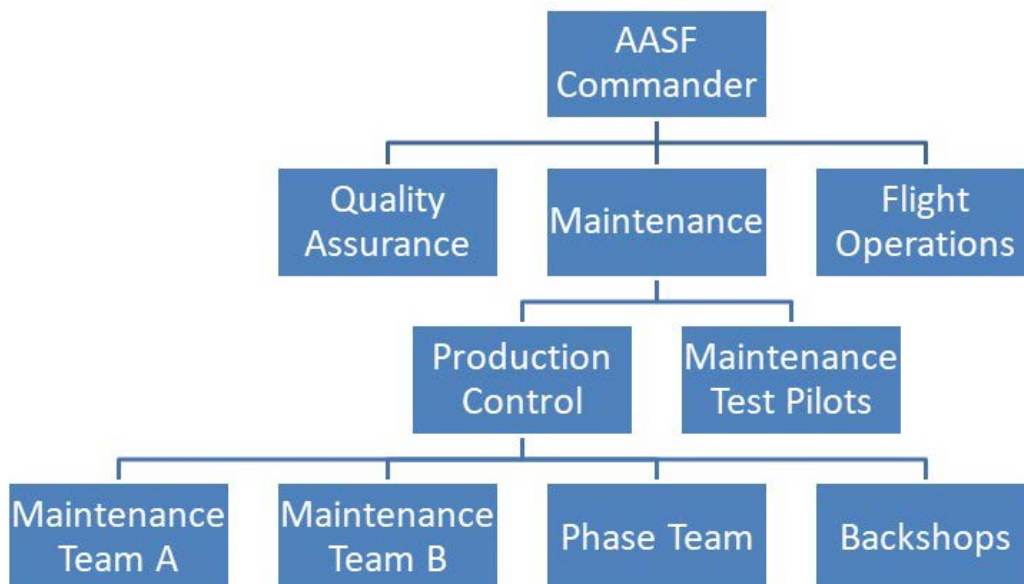 AASF
Commander
Quality
Assurance
Maintenance
Flight
Operations
Production
Control
Maintenance
Test Pilots
Maintenance
Team A
Maintenance
Team B
Phase Team
Backshops